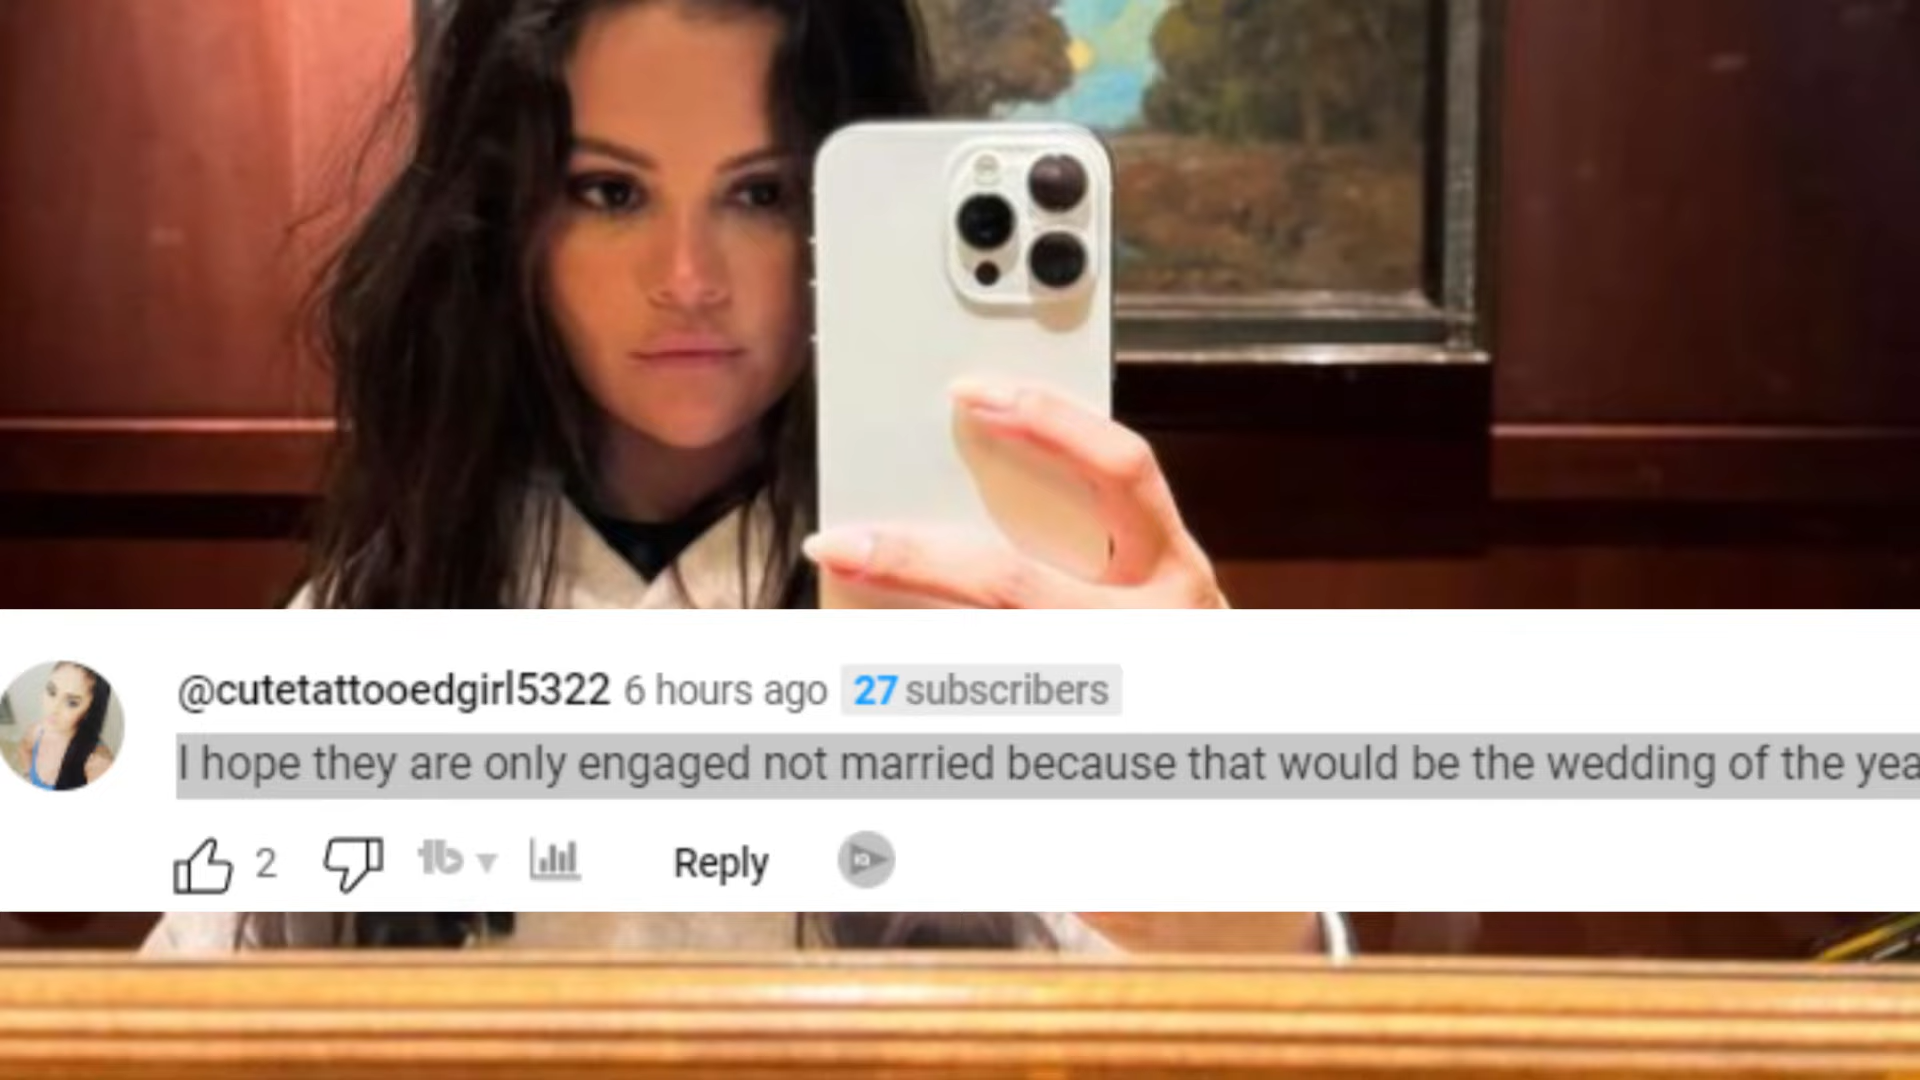 @cutetattooedgirl5322 6 hours ago 27 subscribers
I hope they are only engaged not married because that would be the wedding of the yea
2 Reply